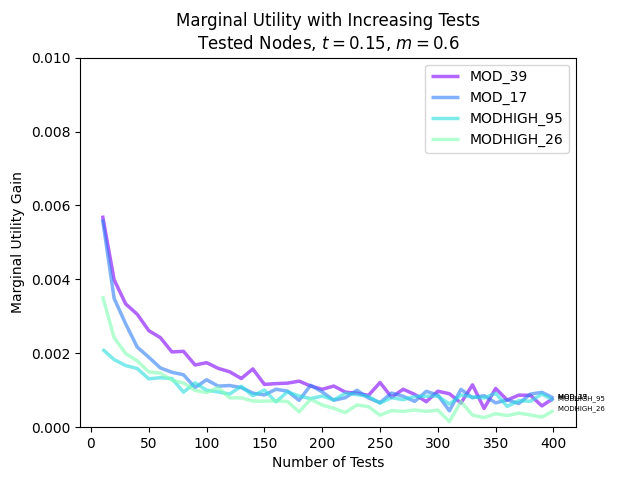 Marginal Utility with Increasing Tests
Tested Nodes, t = 0.15, m = 0.6
0.010
0.008
0.006
0.004
0.002
0.000
Marginal Utility Gain
MOD_39
MOD_17
MODHIGH_95
MODHIGH_26
MODHIGH_95
MODHIGH_26
0 50 100 150 200 250 300 350 400
Number of Tests